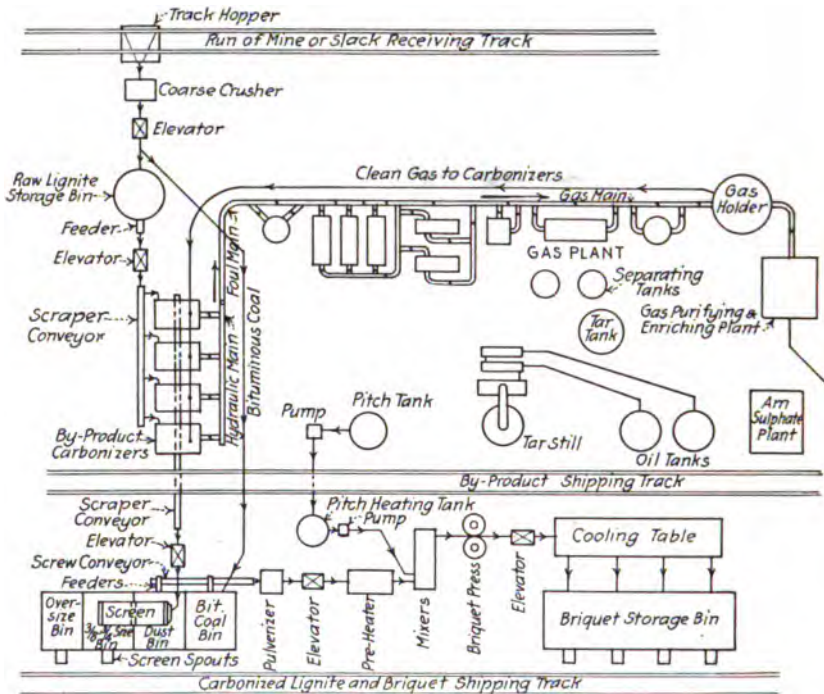 Track Hopper
Run of Mine or Slack Receiving Track
Coarse Crusher
Elevator
Clean Gas to Carbonizers
Raw Lignite
Storage Bin
Gas Main
Gas
Holder
Feeder
Elevator
Foul Main
GAS PLANT
Separating
Tanks
Scraper
Conveyor
Gas Purifying &
Enriching Plant
Tar
Tank
Hydraulic Main
Bituminous Coal
Pitch Tank
Pump
Am
Sulphate
Plant
By-Product
Carbonizers
Tar Still
Oil Tanks
By-Product Shipping Track
Scraper
Conveyor
Pitch Heating Tank
Pump
Elevator
Cooling Table
Screw Conveyor
Feeders
Pulverizer
Elevator
Pre-Heater
Mixers
Briquet Press
Elevator
Over-
size
Bin
Screen
Bit.
Coal
Bin
Briquet Storage Bin
Dust
Bin
Bin
Screen Spouts
Carbonized Lignite and Briquet Shipping Track